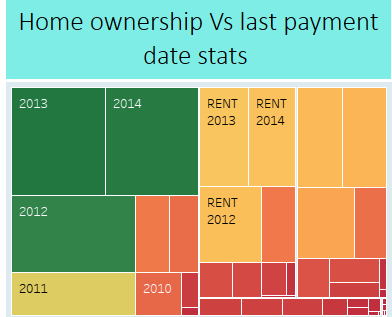 Home ownership Vs last payment
date stats
2013
2014
RENT
2013
RENT
2014
2012
RENT
2012
2011
2010